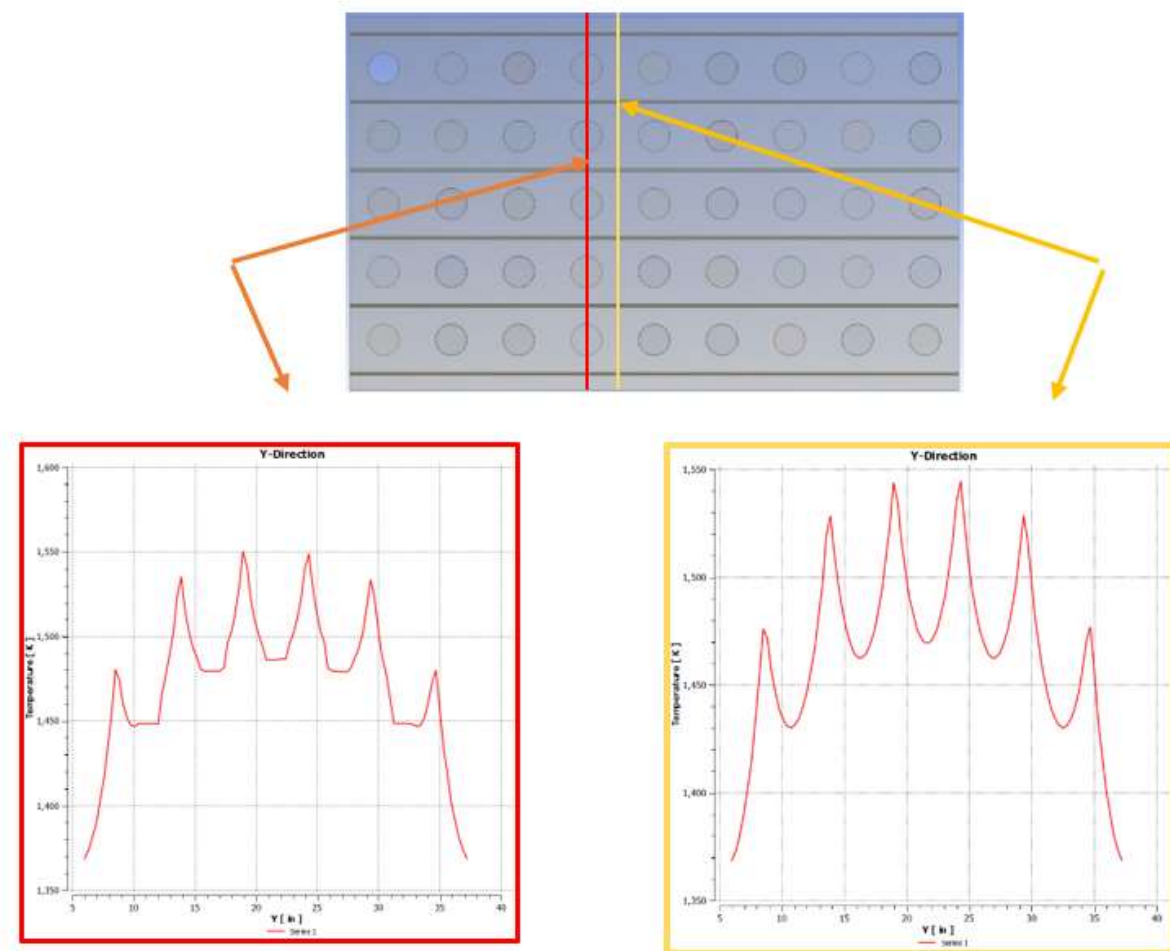 Y-Direction
1,600
1,550
1,500
1,450
1,400
1,350
Temperature [ K ]
5 10 15 20 25 30 35 40
Y [ in ]
Series 1
Y-Direction
1,550
1,500
1,450
1,400
1,350
Temperature [ K ]
5 10 15 20 25 30 35 40
Y [ in ]
Series 1